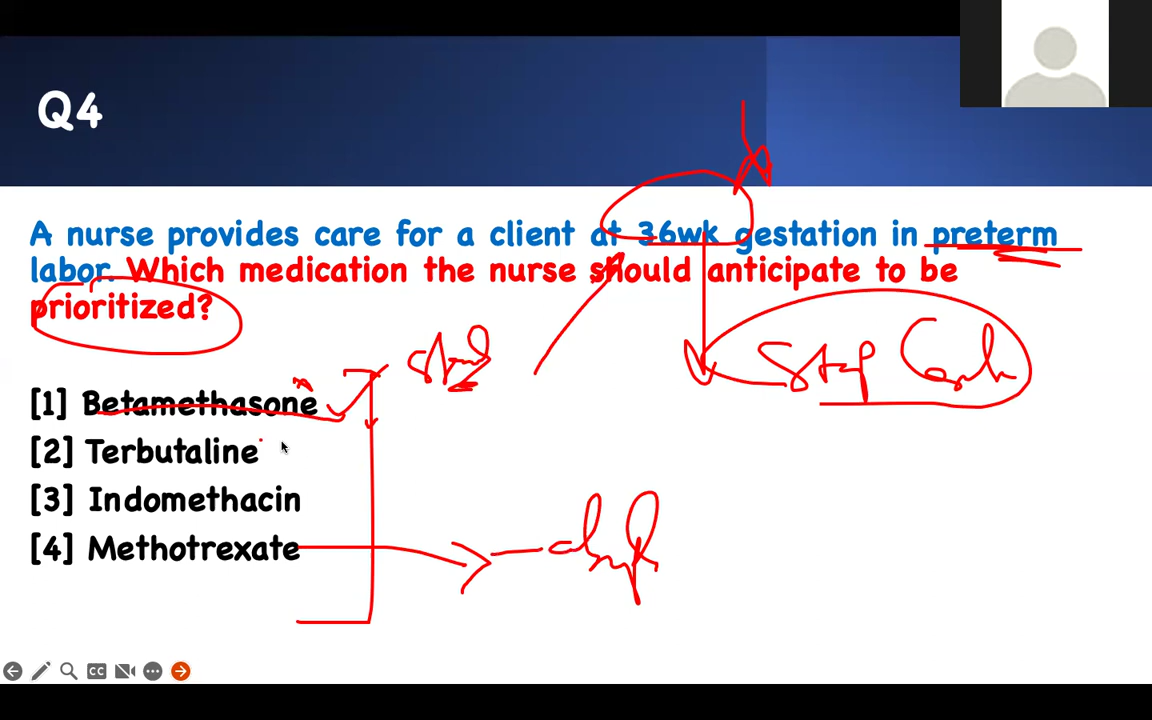 Q4
A nurse provides care for a client at 36wk gestation in preterm
labor. Which medication the nurse should anticipate to be
prioritized?
Stop
[1] Betamethasone
[2] Terbutaline
[3] Indomethacin
[4] Methotrexate
CC